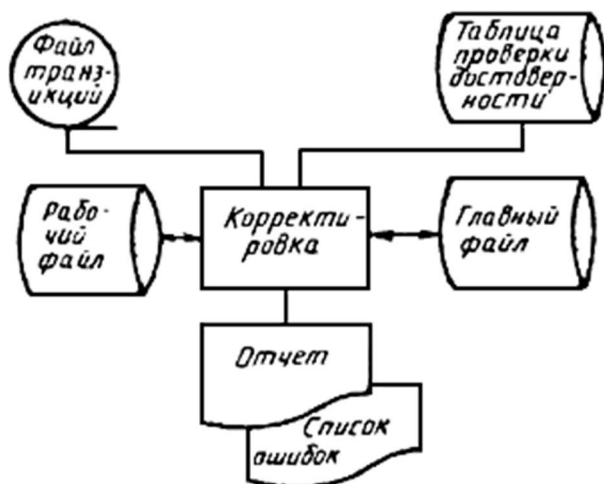 Файл
транз-
икций
Таблица
проверки
достовер-
ности
Рабо-
чий
файл
Корректи-
ровка
Главный
файл
Отчет
Список
ошибок